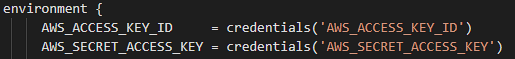 environment {
    AWS_ACCESS_KEY_ID     = credentials('AWS_ACCESS_KEY_ID')
    AWS_SECRET_ACCESS_KEY = credentials('AWS_SECRET_ACCESS_KEY')